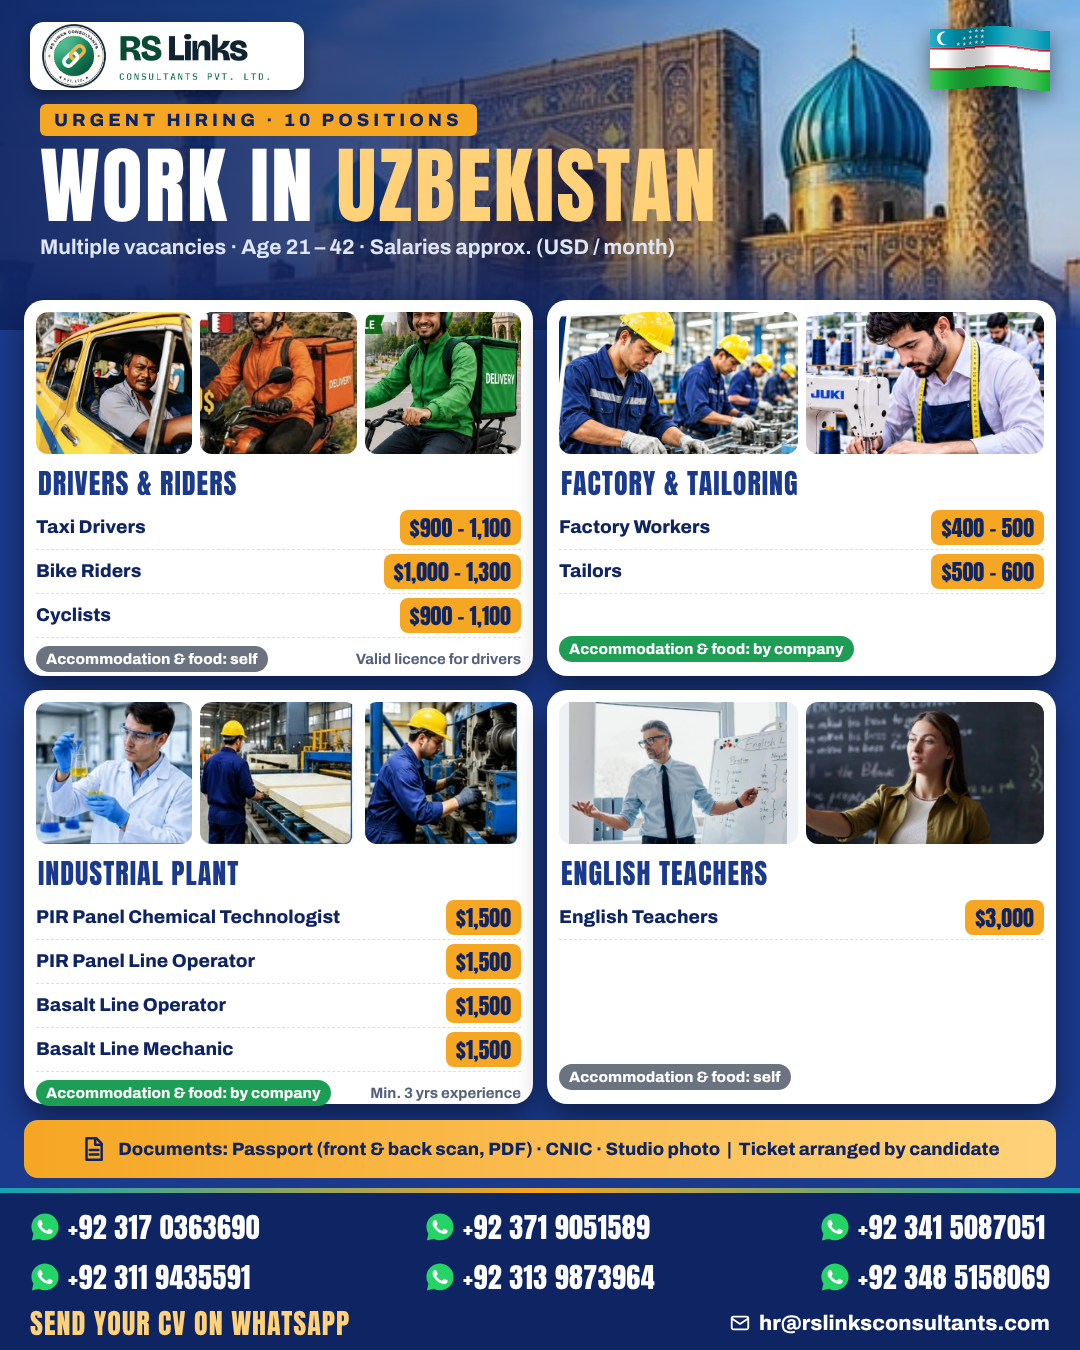 RS LINKS CONSULTANTS
PVT. LTD.
RS Links
CONSULTANTS PVT. LTD.
URGENT HIRING · 10 POSITIONS
WORK IN UZBEKISTAN
Multiple vacancies · Age 21 – 42 · Salaries approx. (USD / month)
DELIVERY
DELIVERY
JUKI
DRIVERS & RIDERS
Taxi Drivers $900 - 1,100
Bike Riders $1,000 - 1,300
Cyclists $900 - 1,100
Accommodation & food: self Valid licence for drivers
FACTORY & TAILORING
Factory Workers $400 - 500
Tailors $500 - 600
Accommodation & food: by company
INDUSTRIAL PLANT
PIR Panel Chemical Technologist $1,500
PIR Panel Line Operator $1,500
Basalt Line Operator $1,500
Basalt Line Mechanic $1,500
Accommodation & food: by company Min. 3 yrs experience
ENGLISH TEACHERS
English Teachers $3,000
Accommodation & food: self
Documents: Passport (front & back scan, PDF) · CNIC · Studio photo | Ticket arranged by candidate
+92 317 0363690 +92 371 9051589 +92 341 5087051
+92 311 9435591 +92 313 9873964 +92 348 5158069
SEND YOUR CV ON WHATSAPP hr@rslinksconsultants.com